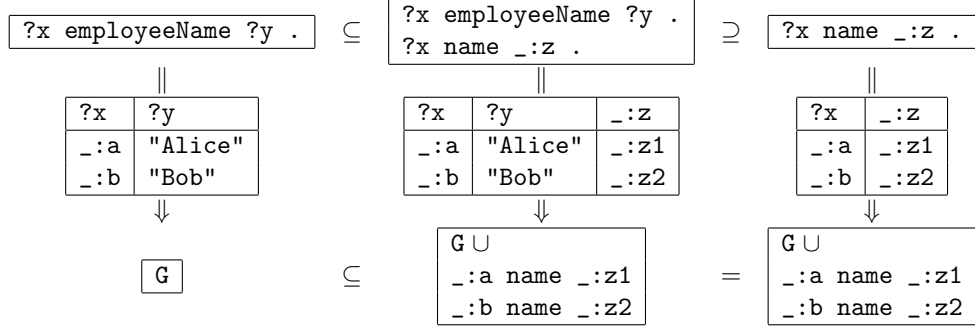 ?x employeeName ?y . ⊆ ?x employeeName ?y . ⊇ ?x name _:z .
?x name _:z .
|| || ||
?x ?y ?x ?y _:z ?x _:z
_:a "Alice" _:a "Alice" _:z1 _:a _:z1
_:b "Bob" _:b "Bob" _:z2 _:b _:z2
⇓ ⇓ ⇓
G ⊆ G ∪ = G ∪
_:a name _:z1 _:a name _:z1
_:b name _:z2 _:b name _:z2